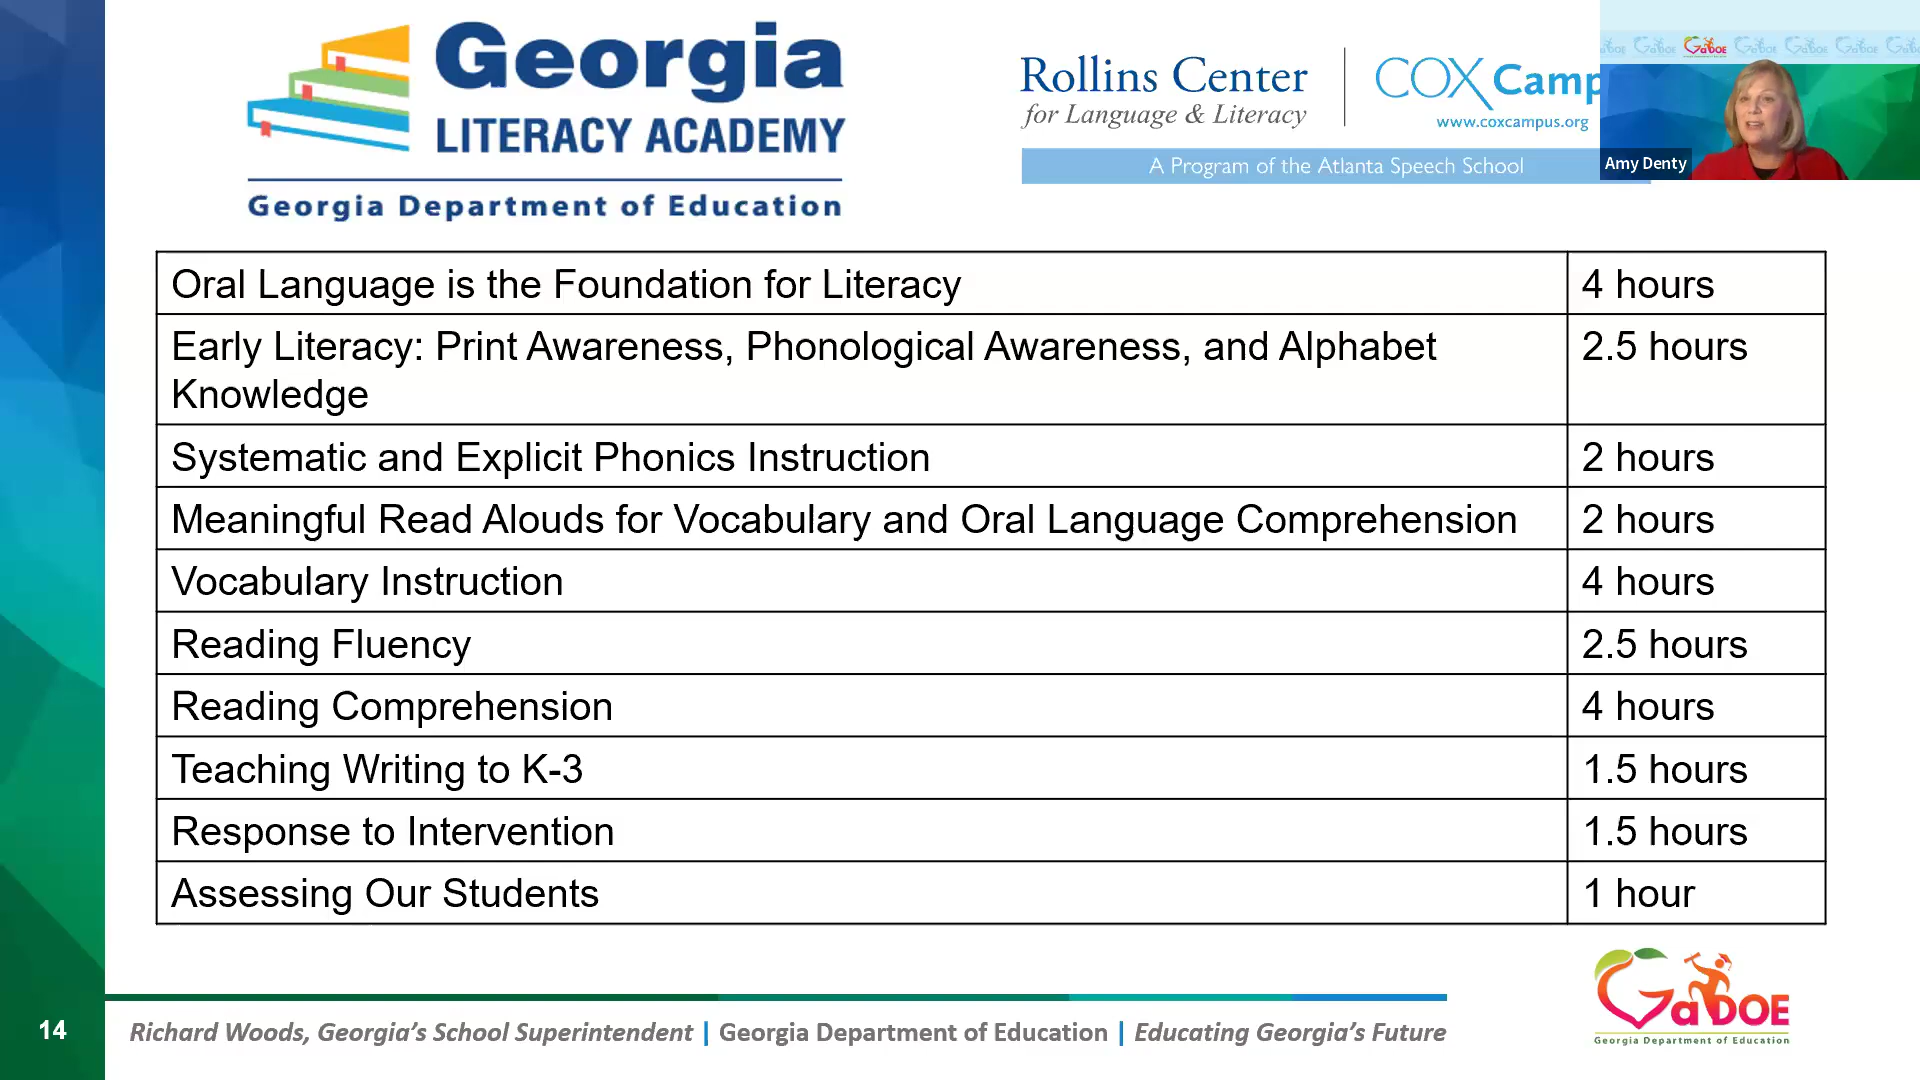 Georgia
LITERACY ACADEMY
Georgia Department of Education
Rollins Center
for Language & Literacy
COX Camp
www.coxcampus.org
A Program of the Atlanta Speech School
GaDOE
Amy Denty
Oral Language is the Foundation for Literacy 4 hours
Early Literacy: Print Awareness, Phonological Awareness, and Alphabet 2.5 hours
Knowledge
Systematic and Explicit Phonics Instruction 2 hours
Meaningful Read Alouds for Vocabulary and Oral Language Comprehension 2 hours
Vocabulary Instruction 4 hours
Reading Fluency 2.5 hours
Reading Comprehension 4 hours
Teaching Writing to K-3 1.5 hours
Response to Intervention 1.5 hours
Assessing Our Students 1 hour
GaDOE
Georgia Department of Education
14
Richard Woods, Georgia’s School Superintendent | Georgia Department of Education | Educating Georgia’s Future